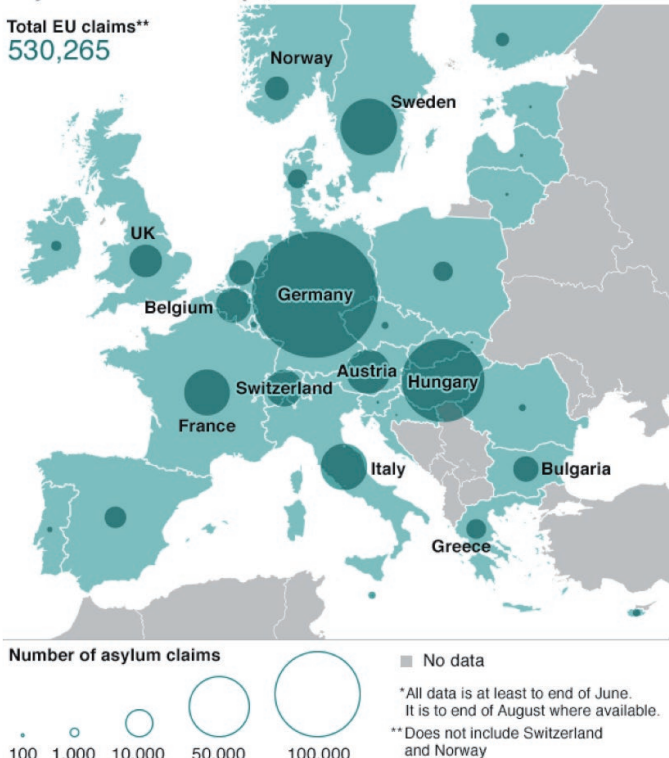 Total EU claims**
530,265
Norway
Sweden
UK
Belgium
Germany
Switzerland
Austria
Hungary
France
Italy
Bulgaria
Greece
Number of asylum claims
100
1,000
10,000
50,000
100,000
No data
*All data is at least to end of June.
It is to end of August where available.
**Does not include Switzerland
and Norway